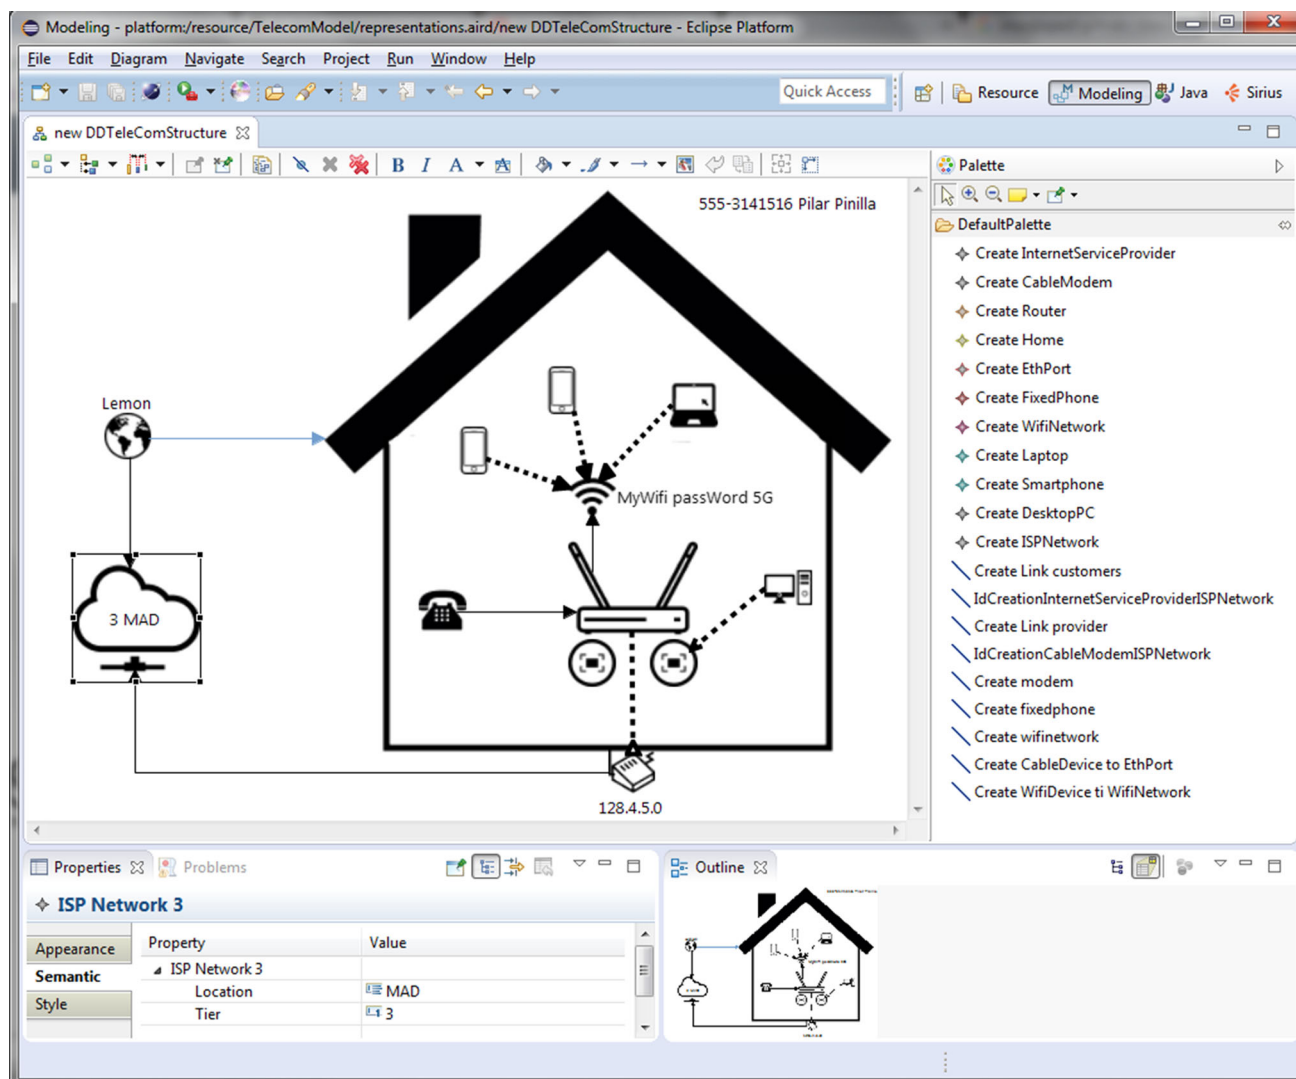 Modeling - platform:/resource/TelecomModel/representations.aird/new DDTeleComStructure - Eclipse Platform
File Edit Diagram Navigate Search Project Run Window Help
Quick Access
Resource Modeling Java Sirius
new DDTeleComStructure
B I A A
Palette
555-3141516 Pilar Pinilla
DefaultPalette
Create InternetServiceProvider
Create CableModem
Create Router
Create Home
Create EthPort
Create FixedPhone
Create WifiNetwork
Create Laptop
Create Smartphone
Create DesktopPC
Create ISPNetwork
Create Link customers
IdCreationInternetServiceProviderISPNetwork
Create Link provider
IdCreationCableModemISPNetwork
Create modem
Create fixedphone
Create wifinetwork
Create CableDevice to EthPort
Create WifiDevice ti WifiNetwork
Lemon
MyWifi passWord 5G
3 MAD
128.4.5.0
Properties Problems
Outline
ISP Network 3
Appearance
Semantic
Style
Property Value
ISP Network 3
Location MAD
Tier 3